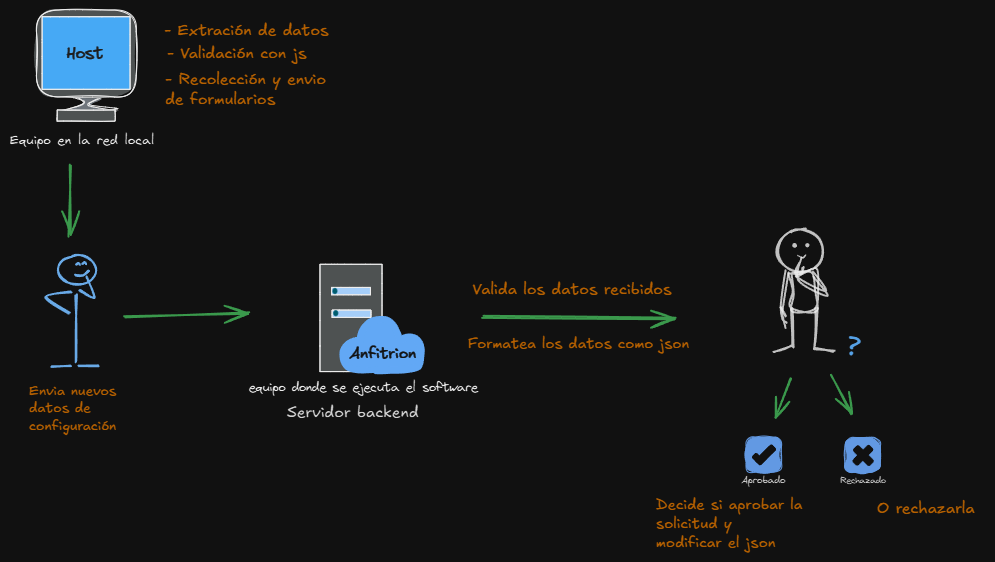 Host
- Extración de datos
- Validación con js
- Recolección y envio
de formularios
Equipo en la red local
Envia nuevos
datos de
configuración
Anfitrion
equipo donde se ejecuta el software
Servidor backend
Valida los datos recibidos
Formatea los datos como json
?
Aprobado
Rechazado
Decide si aprobar la
solicitud y
modificar el json
O rechazarla